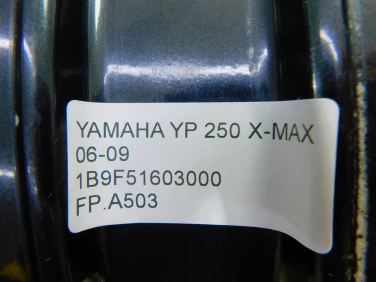 YAMAHA YP 250 X-MAX
06-09
1B9F51603000
FP.A503